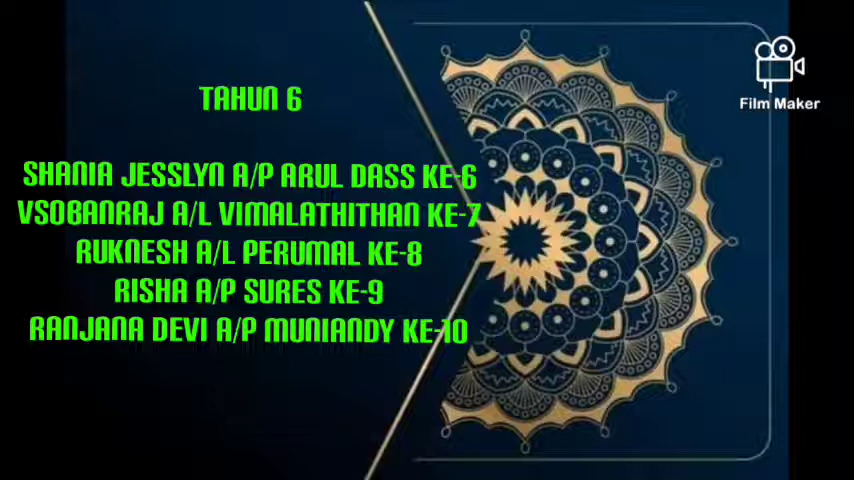 TAHUN 6
SHANIA JESSLYN A/P ARUL DASS KE-6
VSOBANRAJ A/L VIMALATHITHAN KE-7
RUKNESH A/L PERUMAL KE-8
RISHA A/P SURES KE-9
RANJANA DEVI A/P MUNIANDY KE-10
Film Maker